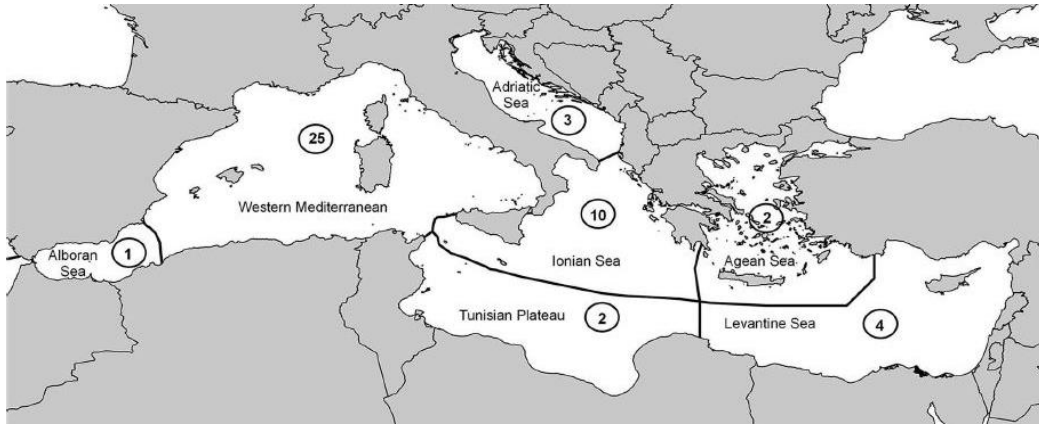 Adriatic
Sea
3
25
Western Mediterranean
10
2
Alboran
Sea
1
Ionian Sea
Agean Sea
Tunisian Plateau
2
Levantine Sea
4